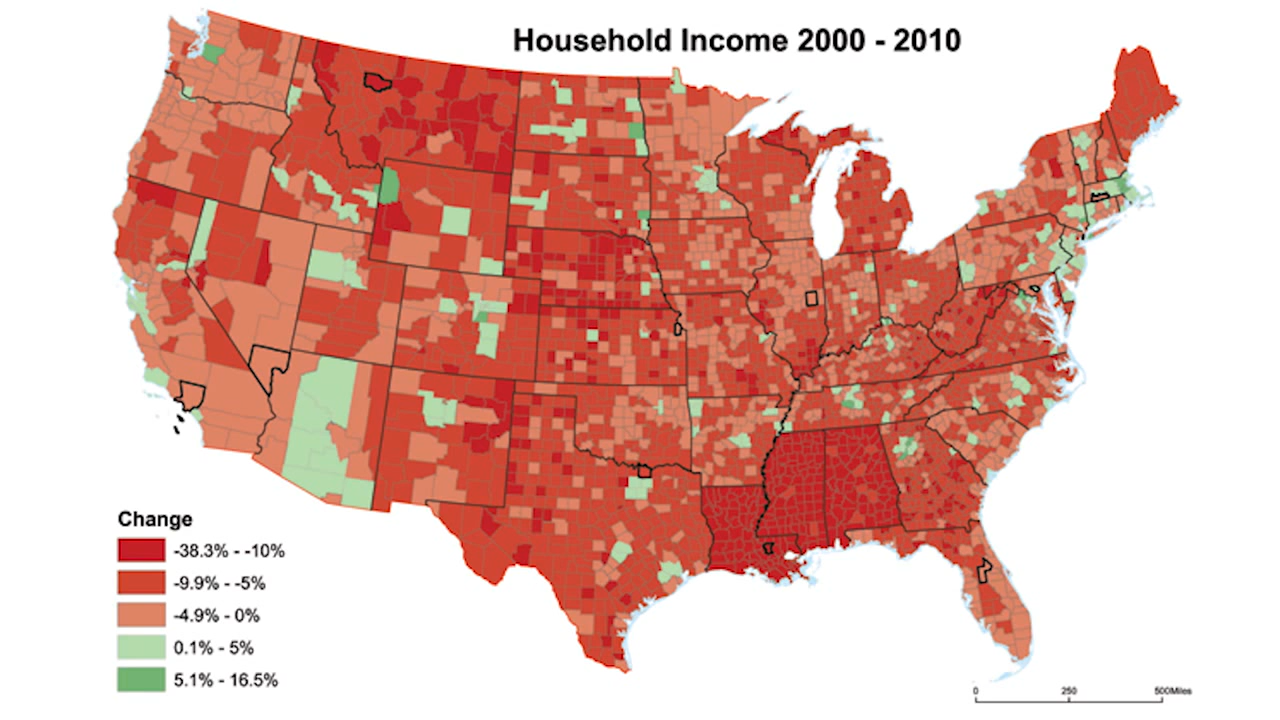 Household Income 2000 - 2010
Change
-38.3% - -10%
-9.9% - -5%
-4.9% - 0%
0.1% - 5%
5.1% - 16.5%
0 250 500Miles